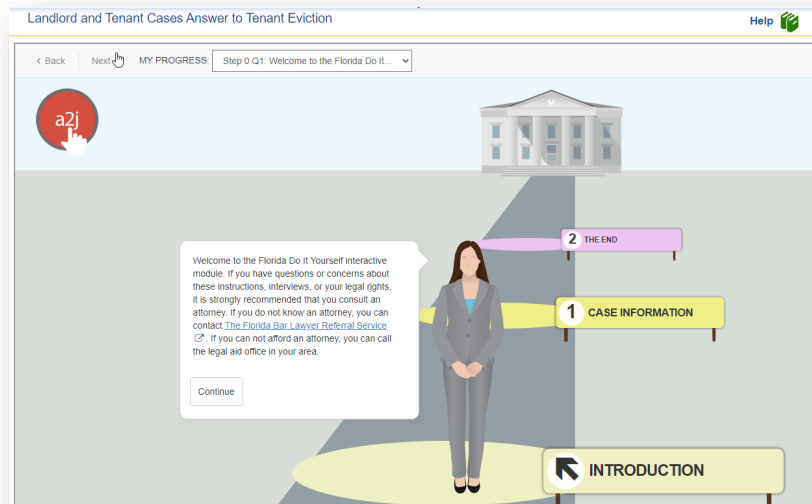 Landlord and Tenant Cases Answer to Tenant Eviction
Help
Back
Next
MY PROGRESS:
Step 0 Q1: Welcome to the Florida Do It...
a2j
2 THE END
Welcome to the Florida Do It Yourself interactive
module. If you have questions or concerns about
these instructions, interviews, or your legal rights,
it is strongly recommended that you consult an
attorney. If you do not know an attorney, you can
contact The Florida Bar Lawyer Referral Service
. If you can not afford an attorney, you can call
the legal aid office in your area.
1 CASE INFORMATION
Continue
INTRODUCTION